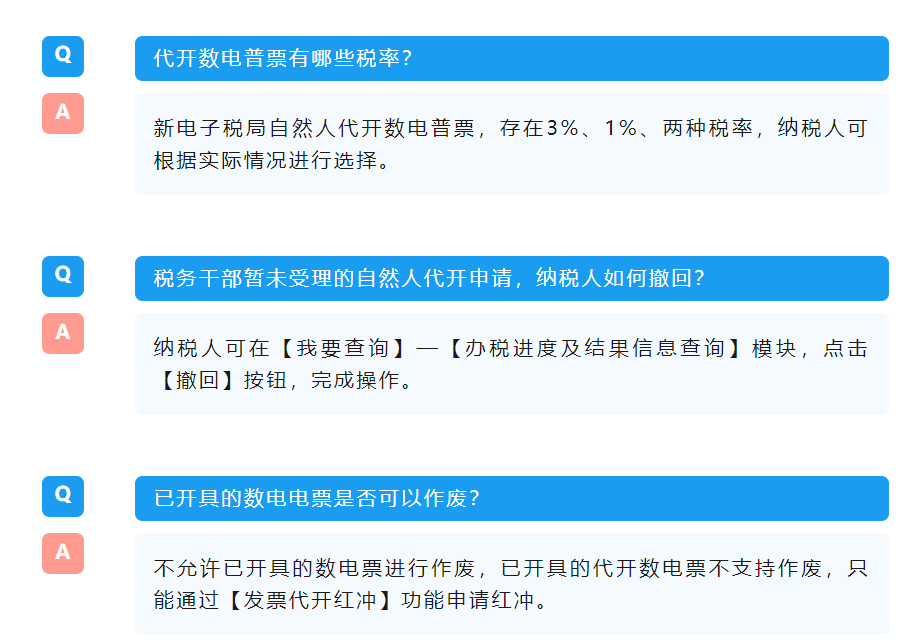 Q
代开数电普票有哪些税率？
A
新电子税局自然人代开数电普票，存在3%、1%、两种税率，纳税人可
根据实际情况进行选择。
Q
税务干部暂未受理的自然人代开申请，纳税人如何撤回？
A
纳税人可在【我要查询】—【办税进度及结果信息查询】模块，点击
【撤回】按钮，完成操作。
Q
已开具的数电电票是否可以作废？
A
不允许已开具的数电票进行作废，已开具的代开数电票不支持作废，只
能通过【发票代开红冲】功能申请红冲。